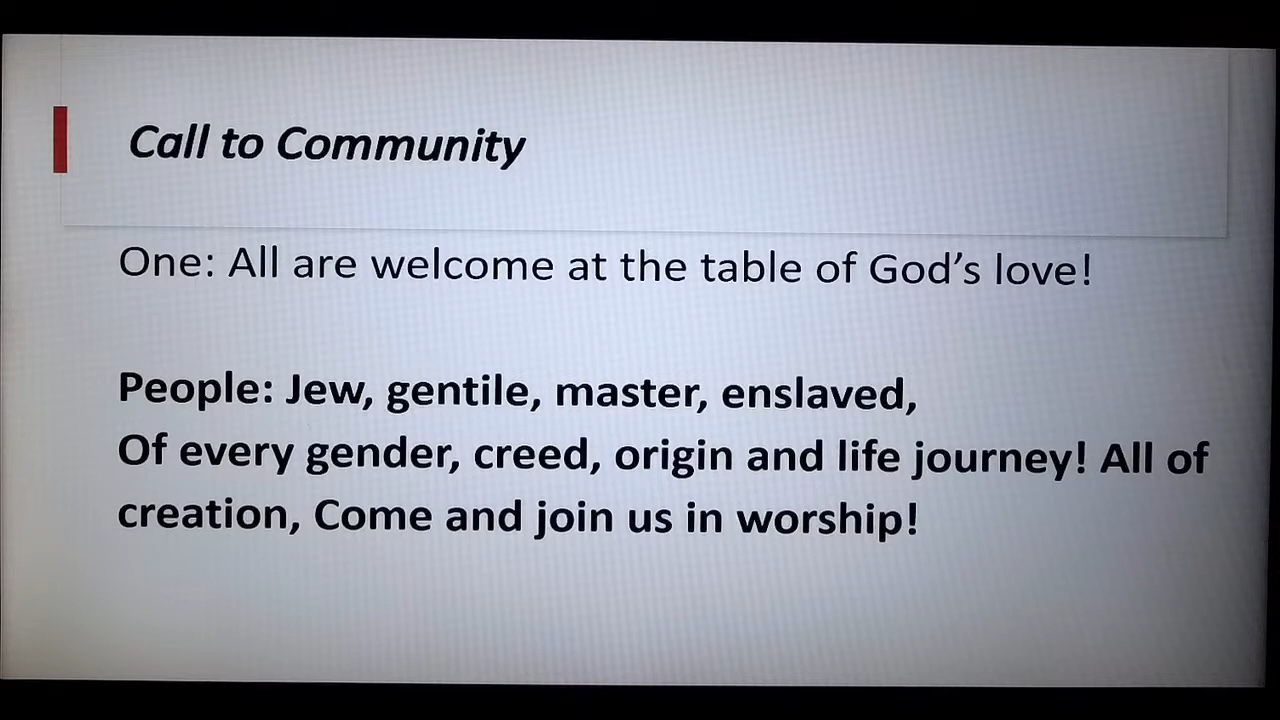 Call to Community
One: All are welcome at the table of God’s love!
People: Jew, gentile, master, enslaved,
Of every gender, creed, origin and life journey! All of
creation, Come and join us in worship!